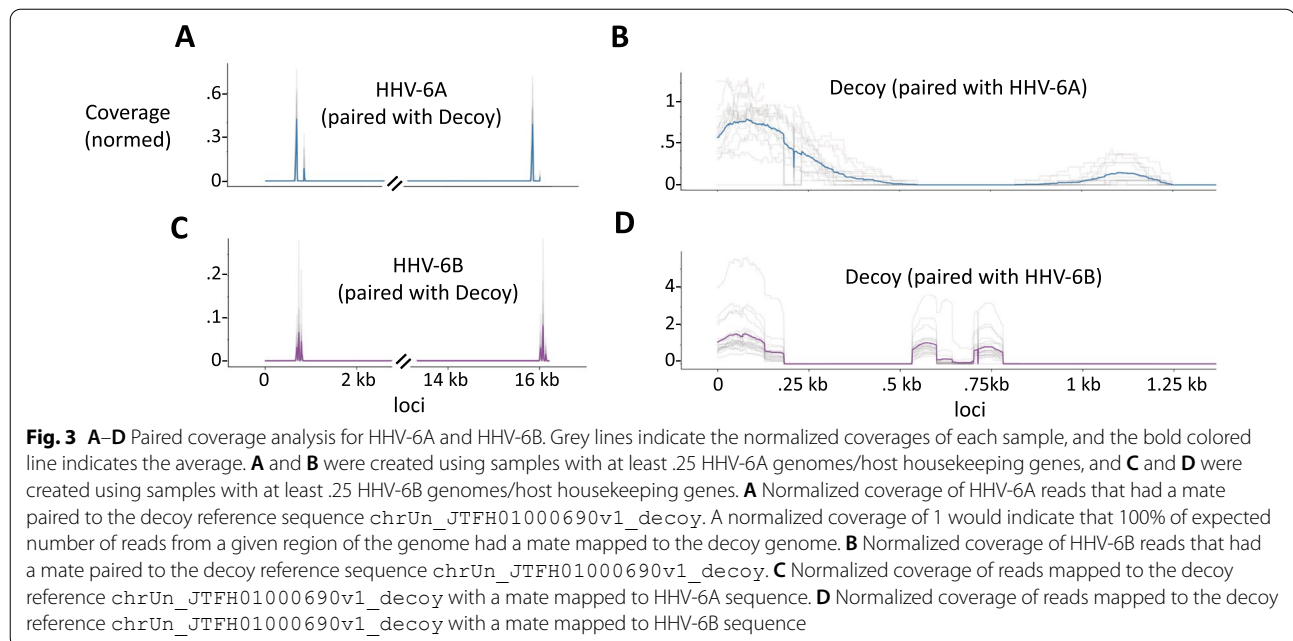 A
Coverage
(normed)
.6
.3
0
HHV-6A
(paired with Decoy)
B
1
.5
0
Decoy (paired with HHV-6A)
C
.2
.1
0
HHV-6B
(paired with Decoy)
0 2 kb 14 kb 16 kb
loci
D
4
2
0
Decoy (paired with HHV-6B)
0 .25 kb .5 kb .75kb 1 kb 1.25 kb
loci
Fig. 3 A–D Paired coverage analysis for HHV-6A and HHV-6B. Grey lines indicate the normalized coverages of each sample, and the bold colored
line indicates the average. A and B were created using samples with at least .25 HHV-6A genomes/host housekeeping genes, and C and D were
created using samples with at least .25 HHV-6B genomes/host housekeeping genes. A Normalized coverage of HHV-6A reads that had a mate
paired to the decoy reference sequence chrUn_JTFH01000690v1_decoy. A normalized coverage of 1 would indicate that 100% of expected
number of reads from a given region of the genome had a mate mapped to the decoy genome. B Normalized coverage of HHV-6B reads that had
a mate paired to the decoy reference sequence chrUn_JTFH01000690v1_decoy. C Normalized coverage of reads mapped to the decoy
reference chrUn_JTFH01000690v1_decoy with a mate mapped to HHV-6A sequence. D Normalized coverage of reads mapped to the decoy
reference chrUn_JTFH01000690v1_decoy with a mate mapped to HHV-6B sequence